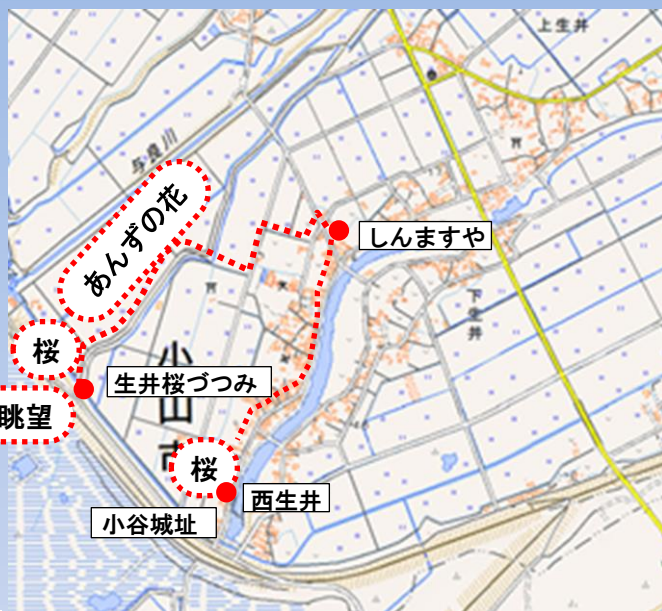 上生井
与良川
あんずの花
しんますや
下生井
桜
小山市
生井桜づつみ
眺望
桜
西生井
小谷城址